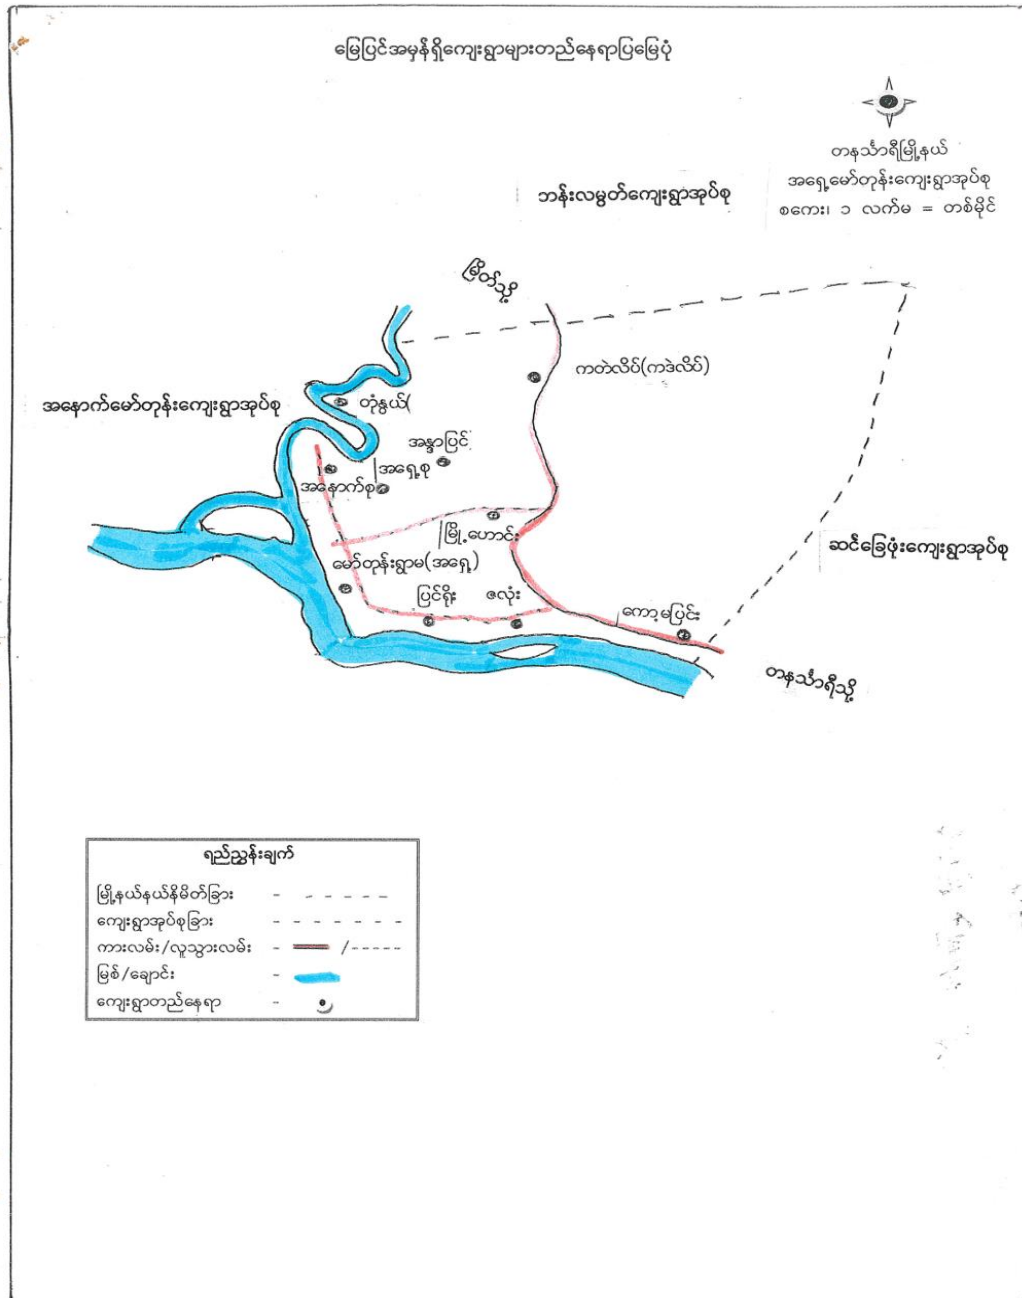 မြေပြင်အမှန်ရှိကျေးရွာများတည်နေရာပြမြေပုံ
တနင်္သာရီမြို့နယ်
အရှေ့မော်တုန်းကျေးရွာအုပ်စု
စကေး၊ ၁ လက်မ = တစ်မိုင်
ဘန်းလမွတ်ကျေးရွာအုပ်စု
မြိတ်သို့
ကတဲလိပ်(ကဒဲလိပ်)
အနောက်မော်တုန်းကျေးရွာအုပ်စု
တုံနွယ်(
အန္ဒာပြင်
အရှေ့စု
အနောက်စု
မြို့ဟောင်း
ဆင်ခြေဖုံးကျေးရွာအုပ်စု
မော်တုန်းရွာမ(အရှေ့)
ပြင်ရိုး
ဇလုံး
ကော့မပြင်း
တနင်္သာရီသို့
ရည်ညွှန်းချက်
မြို့နယ်နယ်နိမိတ်ခြား - - - - - - -
ကျေးရွာအုပ်စုခြား - - - - - - - -
ကားလမ်း/လူသွားလမ်း - /-----
မြစ်/ချောင်း -
ကျေးရွာတည်နေရာ -